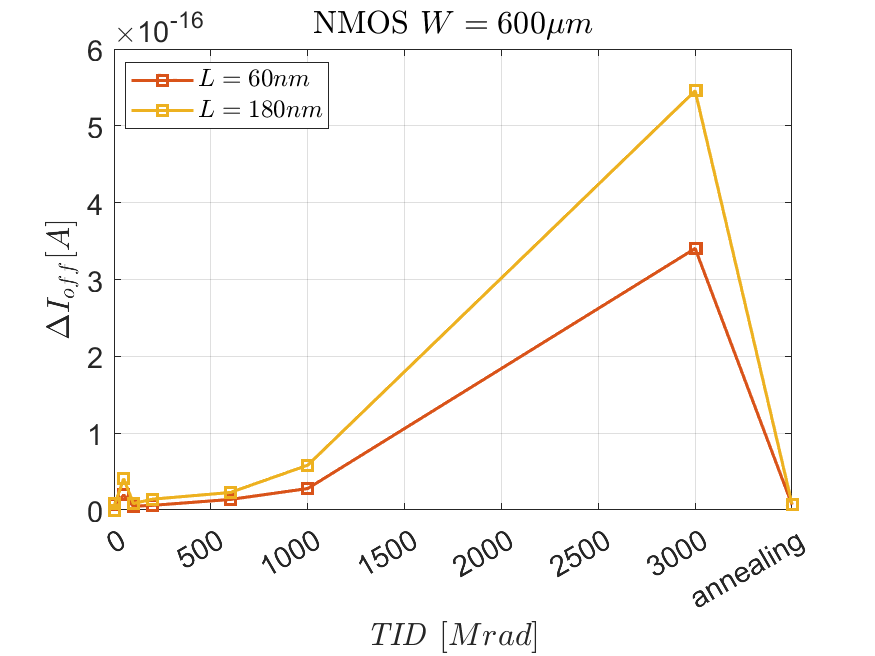 NMOS W = 600μm
×10-16
L = 60nm
L = 180nm
6
5
4
3
2
1
0
ΔIoff[A]
0
500
1000
1500
2000
2500
3000
annealing
TID [Mrad]